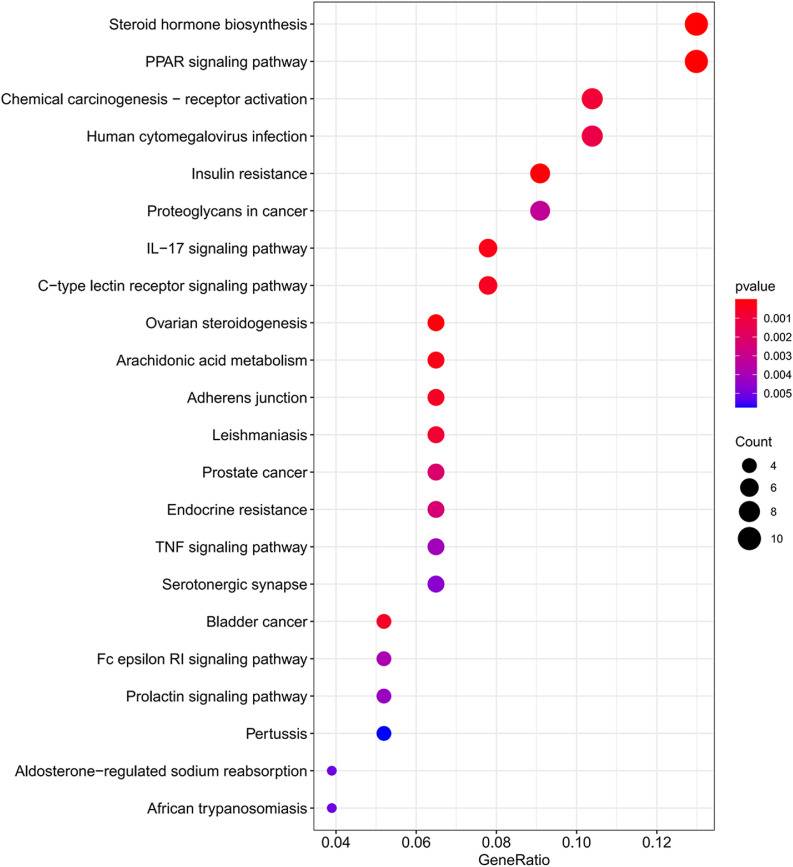 Steroid hormone biosynthesis
PPAR signaling pathway
Chemical carcinogenesis − receptor activation
Human cytomegalovirus infection
Insulin resistance
Proteoglycans in cancer
IL−17 signaling pathway
C−type lectin receptor signaling pathway
Ovarian steroidogenesis
Arachidonic acid metabolism
Adherens junction
Leishmaniasis
Prostate cancer
Endocrine resistance
TNF signaling pathway
Serotonergic synapse
Bladder cancer
Fc epsilon RI signaling pathway
Prolactin signaling pathway
Pertussis
Aldosterone−regulated sodium reabsorption
African trypanosomiasis
0.04 0.06 0.08 0.10 0.12
GeneRatio
pvalue
0.001
0.002
0.003
0.004
0.005
Count
4
6
8
10